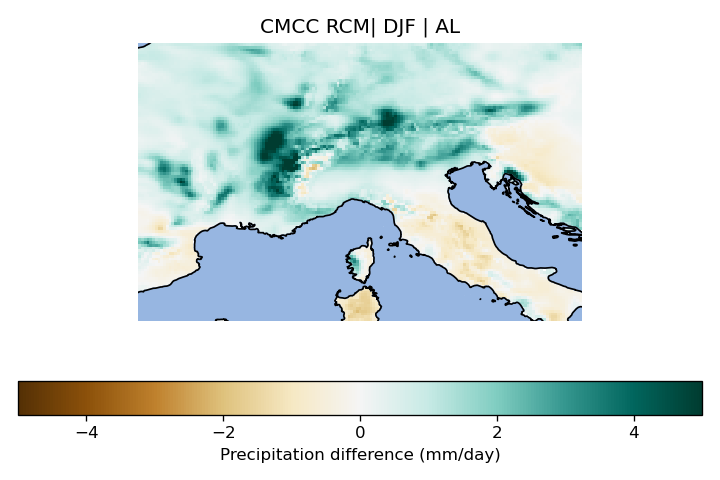 CMCC RCM| DJF | AL
−4 −2 0 2 4
Precipitation difference (mm/day)